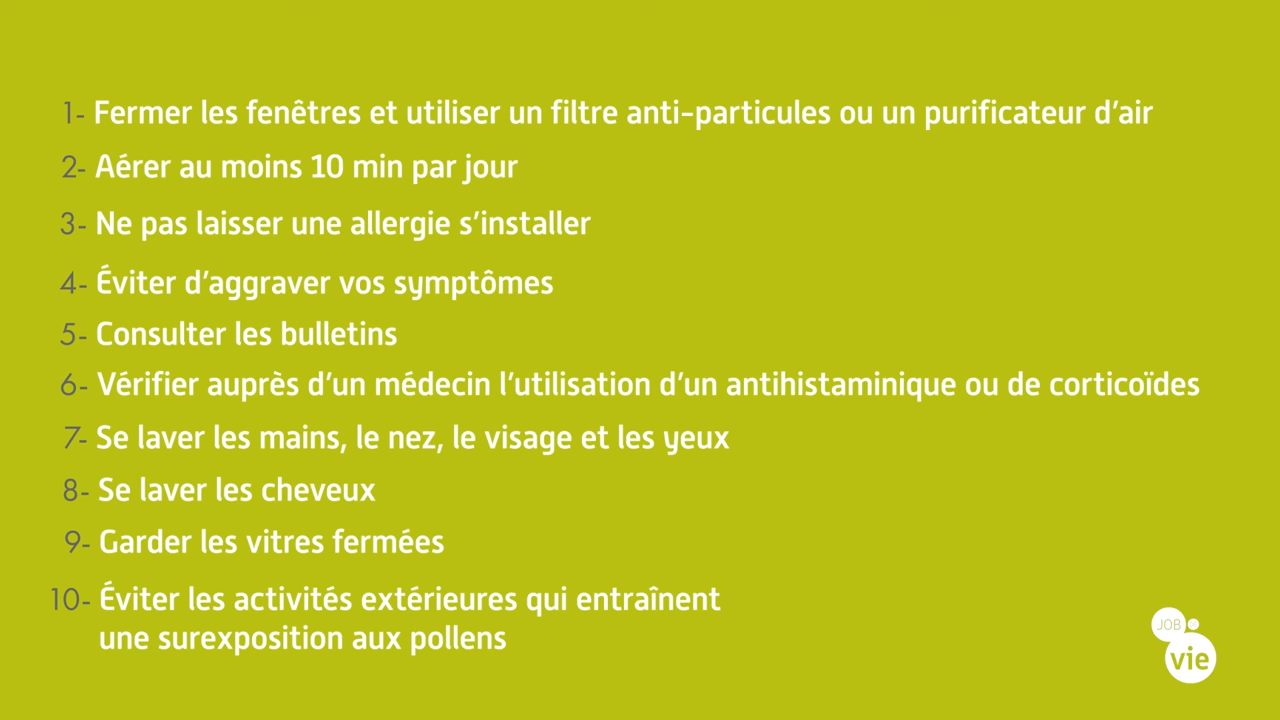 1- Fermer les fenêtres et utiliser un filtre anti-particules ou un purificateur d’air
2- Aérer au moins 10 min par jour
3- Ne pas laisser une allergie s’installer
4- Éviter d’aggraver vos symptômes
5- Consulter les bulletins
6- Vérifier auprès d’un médecin l’utilisation d’un antihistaminique ou de corticoïdes
7- Se laver les mains, le nez, le visage et les yeux
8- Se laver les cheveux
9- Garder les vitres fermées
10- Éviter les activités extérieures qui entraînent
une surexposition aux pollens
JOB
vie